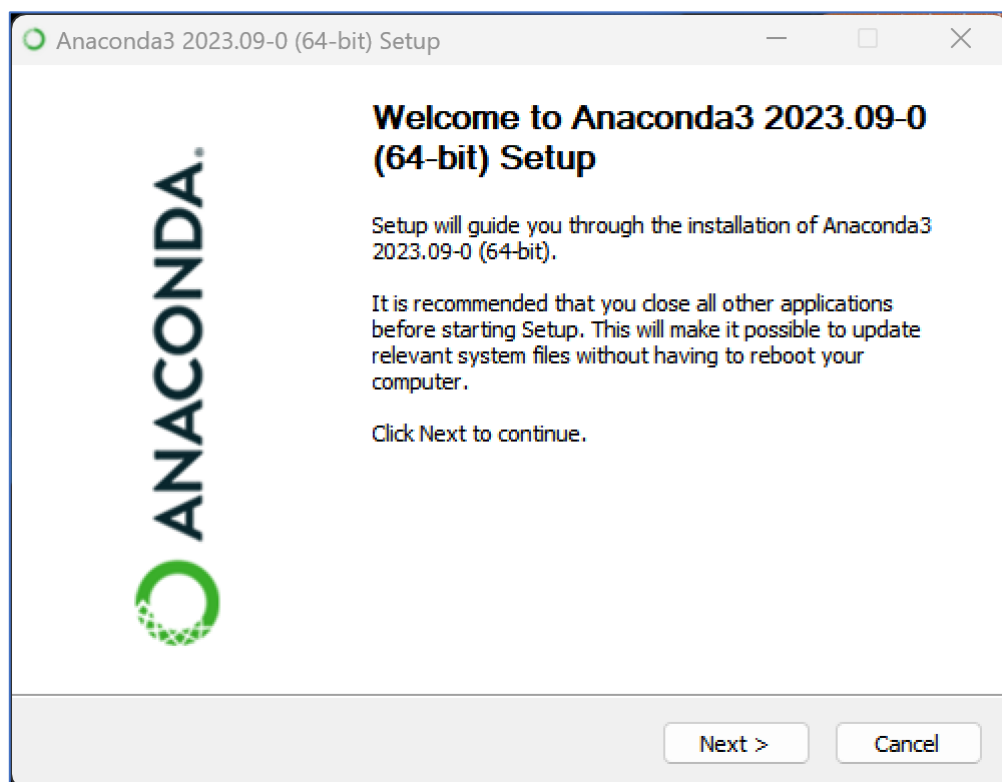 Anaconda3 2023.09-0 (64-bit) Setup
Welcome to Anaconda3 2023.09-0
(64-bit) Setup
Setup will guide you through the installation of Anaconda3
2023.09-0 (64-bit).
It is recommended that you close all other applications
before starting Setup. This will make it possible to update
relevant system files without having to reboot your
computer.
Click Next to continue.
ANACONDA.
Next >
Cancel